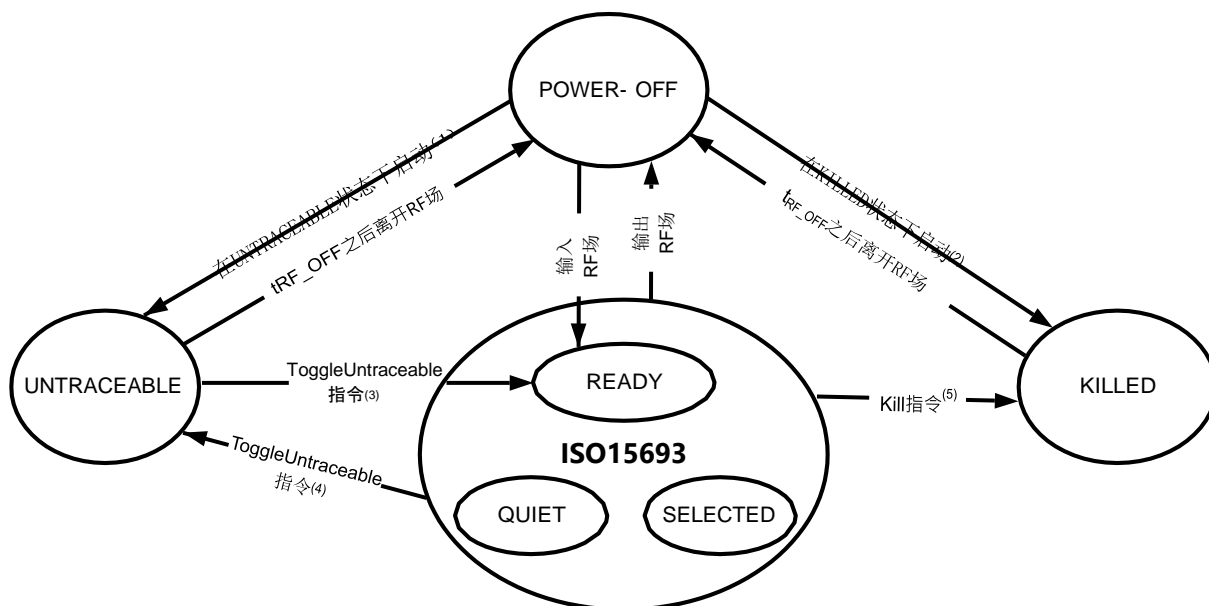 POWER- OFF
在UNTRACEABLE状态下启动(1)
tRF_OFF之后离开RF场
输入
RF场
输出
RF场
在KILLED状态下启动(2)
tRF_OFF之后离开RF场
UNTRACEABLE
ToggleUntraceable
指令(3)
READY
KILLED
Kill指令(5)
ISO15693
ToggleUntraceable
指令(4)
QUIET
SELECTED